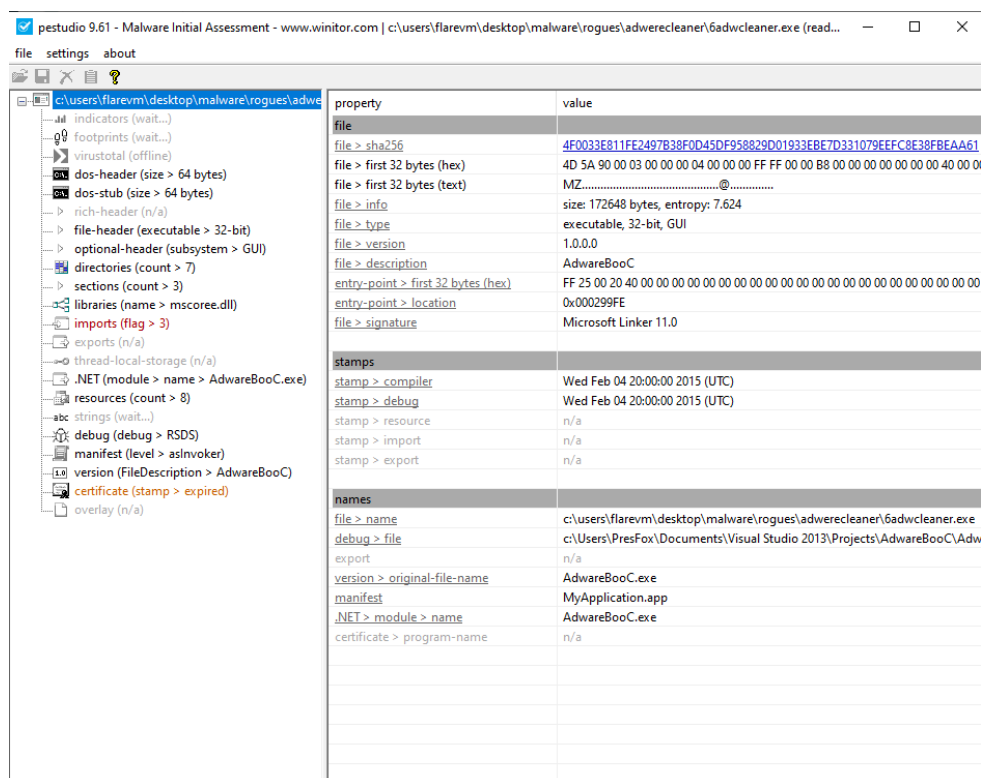 pestudio 9.61 - Malware Initial Assessment - www.winitor.com | c:\users\flarevm\desktop\malware\rogues\adwerecleaner\6adwcleaner.exe (read...
file settings about
c:\users\flarevm\desktop\malware\rogues\adwe
indicators (wait...)
footprints (wait...)
virustotal (offline)
dos-header (size > 64 bytes)
dos-stub (size > 64 bytes)
rich-header (n/a)
file-header (executable > 32-bit)
optional-header (subsystem > GUI)
directories (count > 7)
sections (count > 3)
libraries (name > mscoree.dll)
imports (flag > 3)
exports (n/a)
thread-local-storage (n/a)
.NET (module > name > AdwareBooC.exe)
resources (count > 8)
abc strings (wait...)
debug (debug > RSDS)
manifest (level > asInvoker)
1.0 version (FileDescription > AdwareBooC)
certificate (stamp > expired)
overlay (n/a)
property value
file
file > sha256 4F0033E811FE2497B38F0D45DF958829D01933EBE7D331079EEFC8E38FBEAA61
file > first 32 bytes (hex) 4D 5A 90 00 03 00 00 00 04 00 00 00 FF FF 00 00 B8 00 00 00 00 00 00 00 40 00 00
file > first 32 bytes (text) MZ..............................................@.............
file > info size: 172648 bytes, entropy: 7.624
file > type executable, 32-bit, GUI
file > version 1.0.0.0
file > description AdwareBooC
entry-point > first 32 bytes (hex) FF 25 00 20 40 00 00 00 00 00 00 00 00 00 00 00 00 00 00 00 00 00 00 00 00 00 00
entry-point > location 0x000299FE
file > signature Microsoft Linker 11.0
stamps
stamp > compiler Wed Feb 04 20:00:00 2015 (UTC)
stamp > debug Wed Feb 04 20:00:00 2015 (UTC)
stamp > resource n/a
stamp > import n/a
stamp > export n/a
names
file > name c:\users\flarevm\desktop\malware\rogues\adwerecleaner\6adwcleaner.exe
debug > file c:\Users\PresFox\Documents\Visual Studio 2013\Projects\AdwareBooC\Adw
export n/a
version > original-file-name AdwareBooC.exe
manifest MyApplication.app
.NET > module > name AdwareBooC.exe
certificate > program-name n/a